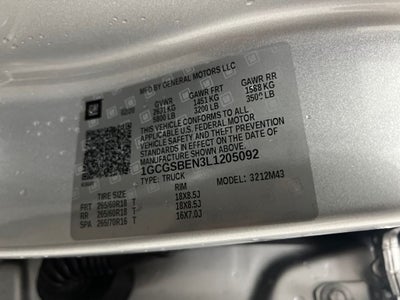 MFD BY GENERAL MOTORS LLC
GVWR GAWR FRT GAWR RR
2631 KG 1451 KG 1588 KG
5800 LB 3200 LB 3500 LB
THIS VEHICLE CONFORMS TO ALL
APPLICABLE U.S. FEDERAL MOTOR
VEHICLE SAFETY AND THEFT
PREVENTION STANDARDS IN
EFFECT ON THE DATE OF
MANUFACTURE SHOWN ABOVE.
1GCGSBEN3L1205092
TYPE: TRUCK
TIRE SIZE RIM MODEL: 3212M43
FRT 265/60R18 T 18X8.5J
RR 265/60R18 T 18X8.5J
SPA 265/70R16 T 16X7.0J